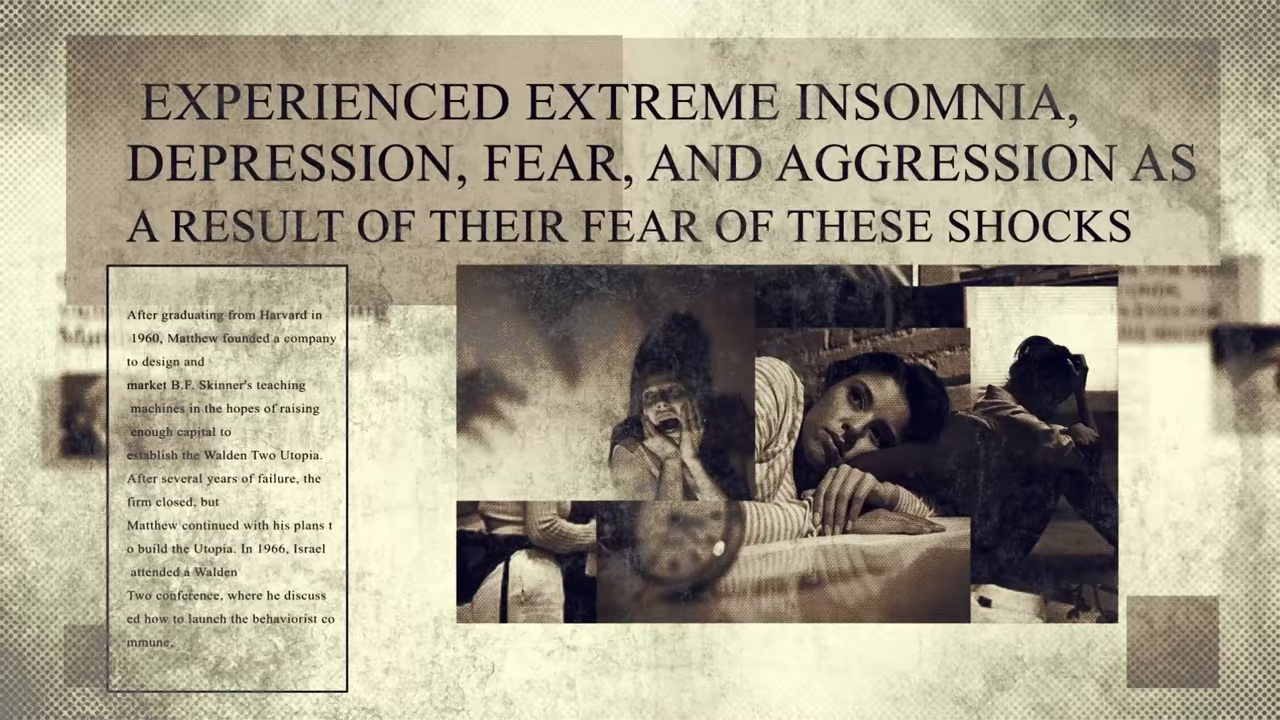 EXPERIENCED EXTREME INSOMNIA,
DEPRESSION, FEAR, AND AGGRESSION AS
A RESULT OF THEIR FEAR OF THESE SHOCKS
After graduating from Harvard in
1960, Matthew founded a company
to design and
market B.F. Skinner's teaching
machines in the hopes of raising
enough capital to
establish the Walden Two Utopia.
After several years of failure, the
firm closed, but
Matthew continued with his plans t
o build the Utopia. In 1966, Israel
attended a Walden
Two conference, where he discuss
ed how to launch the behaviorist co
mmune.